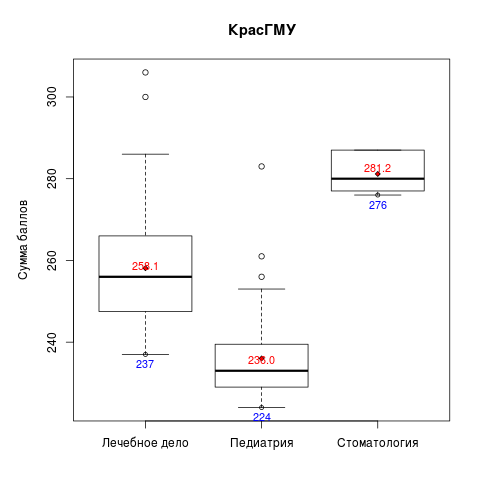 КрасГМУ
Сумма баллов
300
280
260
240
258.1
237
236.0
224
281.2
276
Лечебное дело
Педиатрия
Стоматология